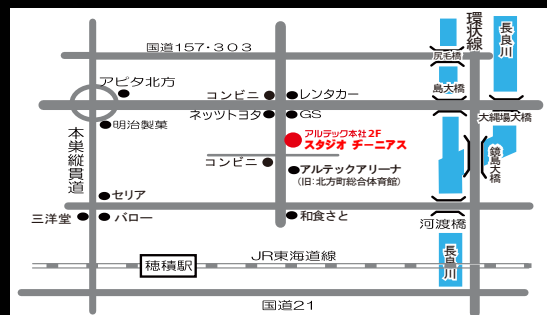 国道157・303
環状線
長良川
尻毛橋
アピタ北方
コンビニ
レンタカー
島大橋
ネッツトヨタ
GS
大縄場大橋
明治製菓
アルテック本社2F
スタジオ ヂーニアス
本巣縦貫道
コンビニ
アルテックアリーナ
(旧:北方町総合体育館)
鏡島大橋
セリア
三洋堂
バロー
和食さと
河渡橋
JR東海道線
長良川
穂積駅
国道21